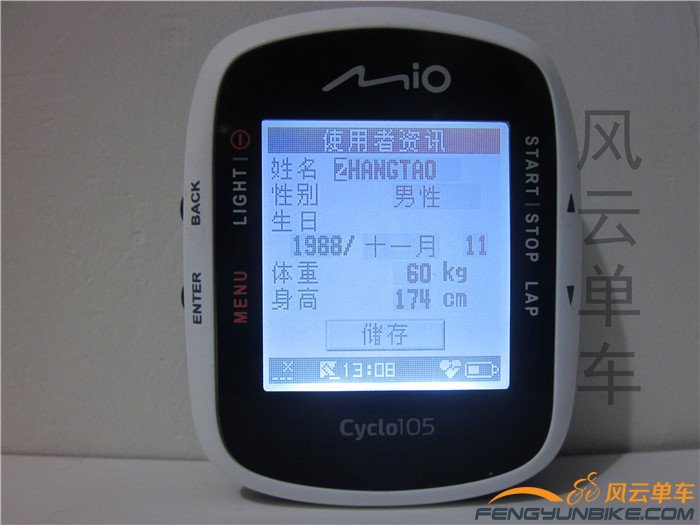 Mio
使用者资讯
姓名 ZHANGTAO
性别 男性
生日
1988/ 十一月 11
体重 60 kg
身高 174 cm
储存
13:08
Cyclo105
LIGHT
MENU
BACK
ENTER
START | STOP
LAP
风云单车
风云单车
FENGYUNBIKE.COM